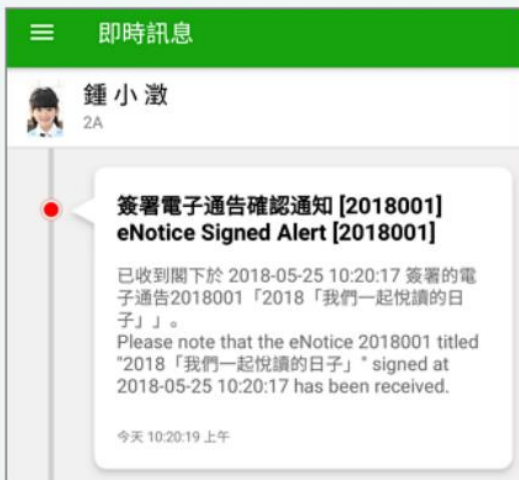 即時訊息
鍾小澂
2A
簽署電子通告確認通知 [2018001]
eNotice Signed Alert [2018001]
已收到閣下於 2018-05-25 10:20:17 簽署的電
子通告2018001「2018「我們一起悅讀的日
子」」。
Please note that the eNotice 2018001 titled
"2018「我們一起悅讀的日子」" signed at
2018-05-25 10:20:17 has been received.
今天 10:20:19 上午